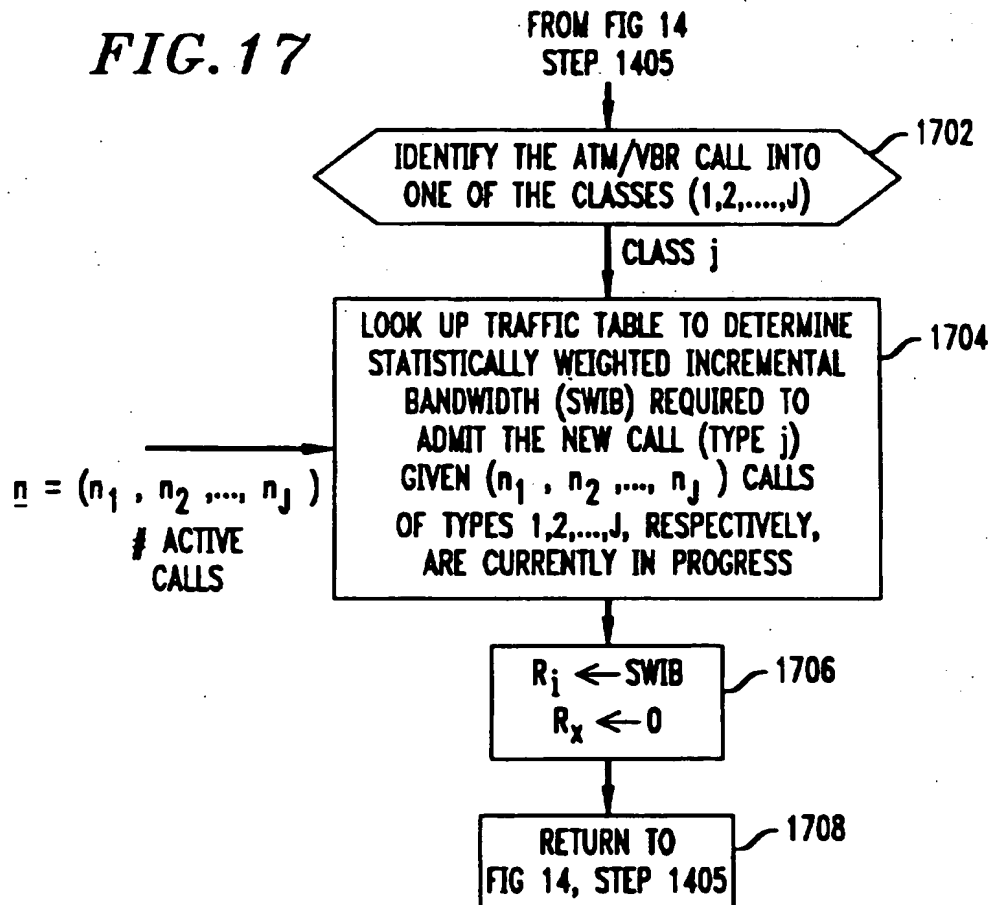 FIG. 17
FROM FIG 14
STEP 1405
IDENTIFY THE ATM/VBR CALL INTO
ONE OF THE CLASSES (1,2,....,J)
1702
CLASS j
LOOK UP TRAFFIC TABLE TO DETERMINE
STATISTICALLY WEIGHTED INCREMENTAL
BANDWIDTH (SWIB) REQUIRED TO
ADMIT THE NEW CALL (TYPE j)
GIVEN (n1 , n2 ,..., nJ ) CALLS
OF TYPES 1,2,...,J, RESPECTIVELY,
ARE CURRENTLY IN PROGRESS
1704
n = (n1 , n2 ,..., nJ )
# ACTIVE
CALLS
Ri ← SWIB
Rx ← 0
1706
RETURN TO
FIG 14, STEP 1405
1708